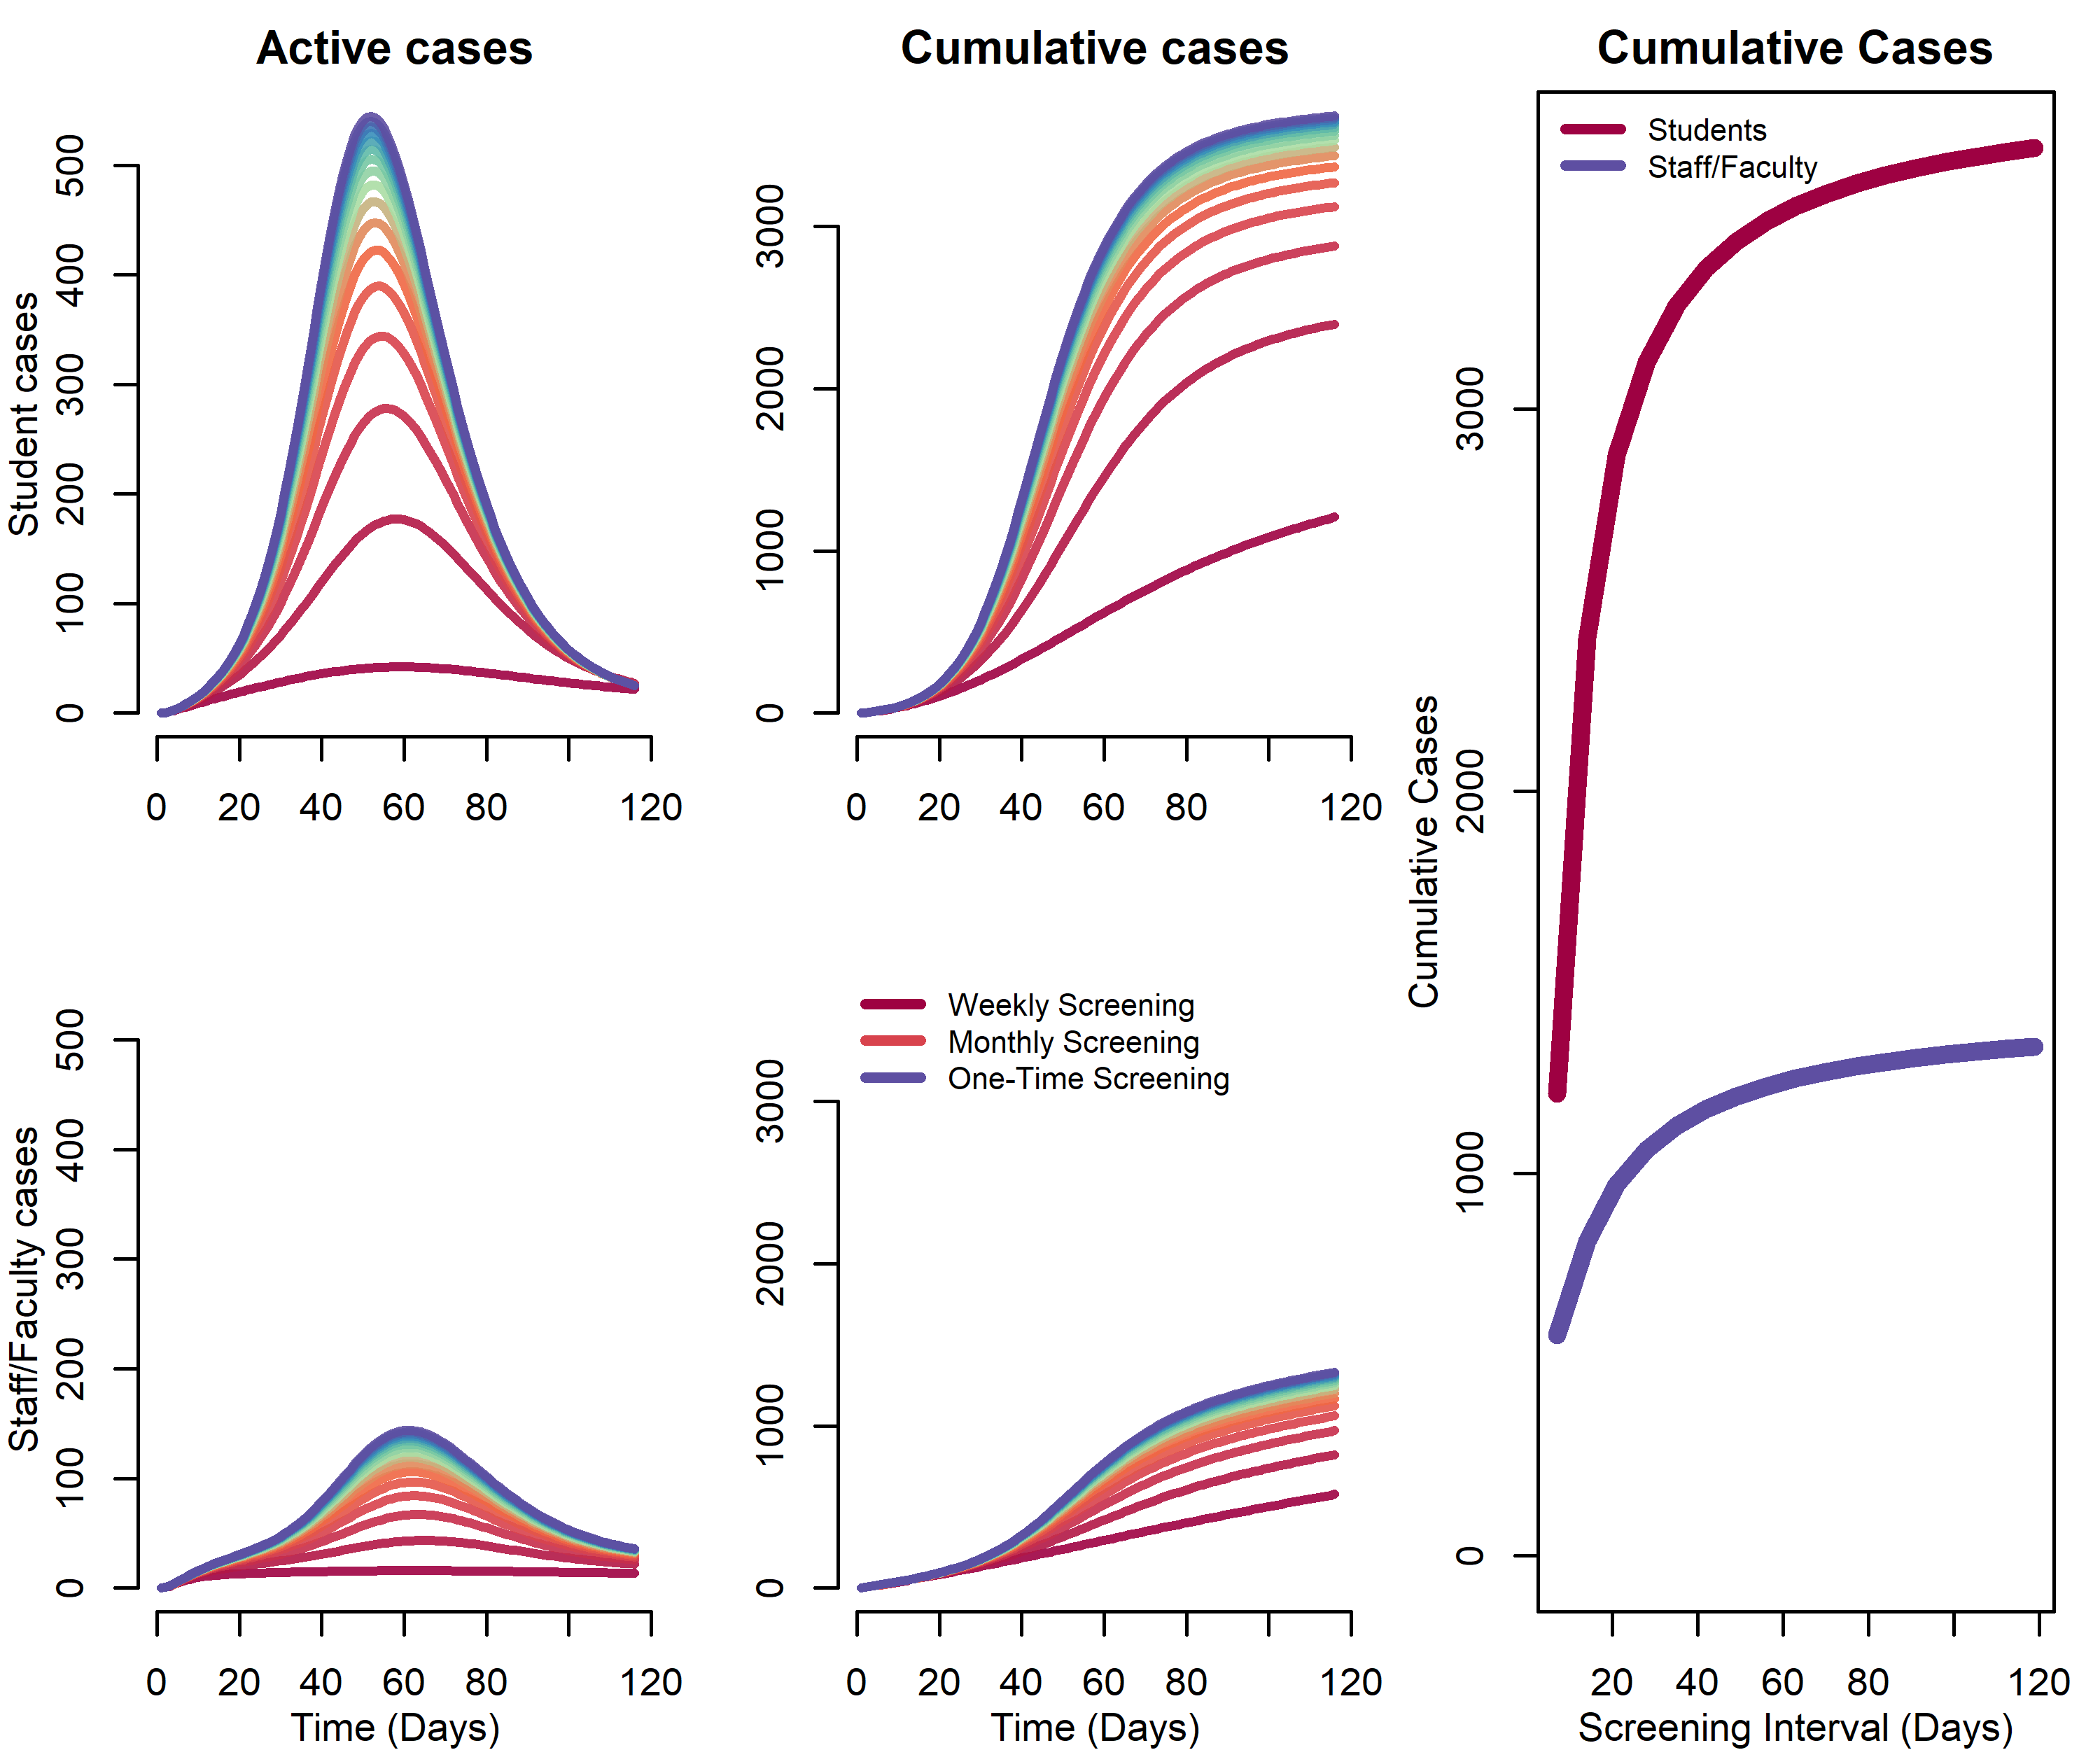 Active cases
Cumulative cases
Cumulative Cases
Student cases
0 100 200 300 400 500
0 20 40 60 80 120
0 1000 2000 3000
0 20 40 60 80 120
Staff/Faculty cases
0 100 200 300 400 500
0 20 40 60 80 120
Time (Days)
Weekly Screening
Monthly Screening
One-Time Screening
0 1000 2000 3000
0 20 40 60 80 120
Time (Days)
Students
Staff/Faculty
Cumulative Cases
0 1000 2000 3000
20 40 60 80 120
Screening Interval (Days)